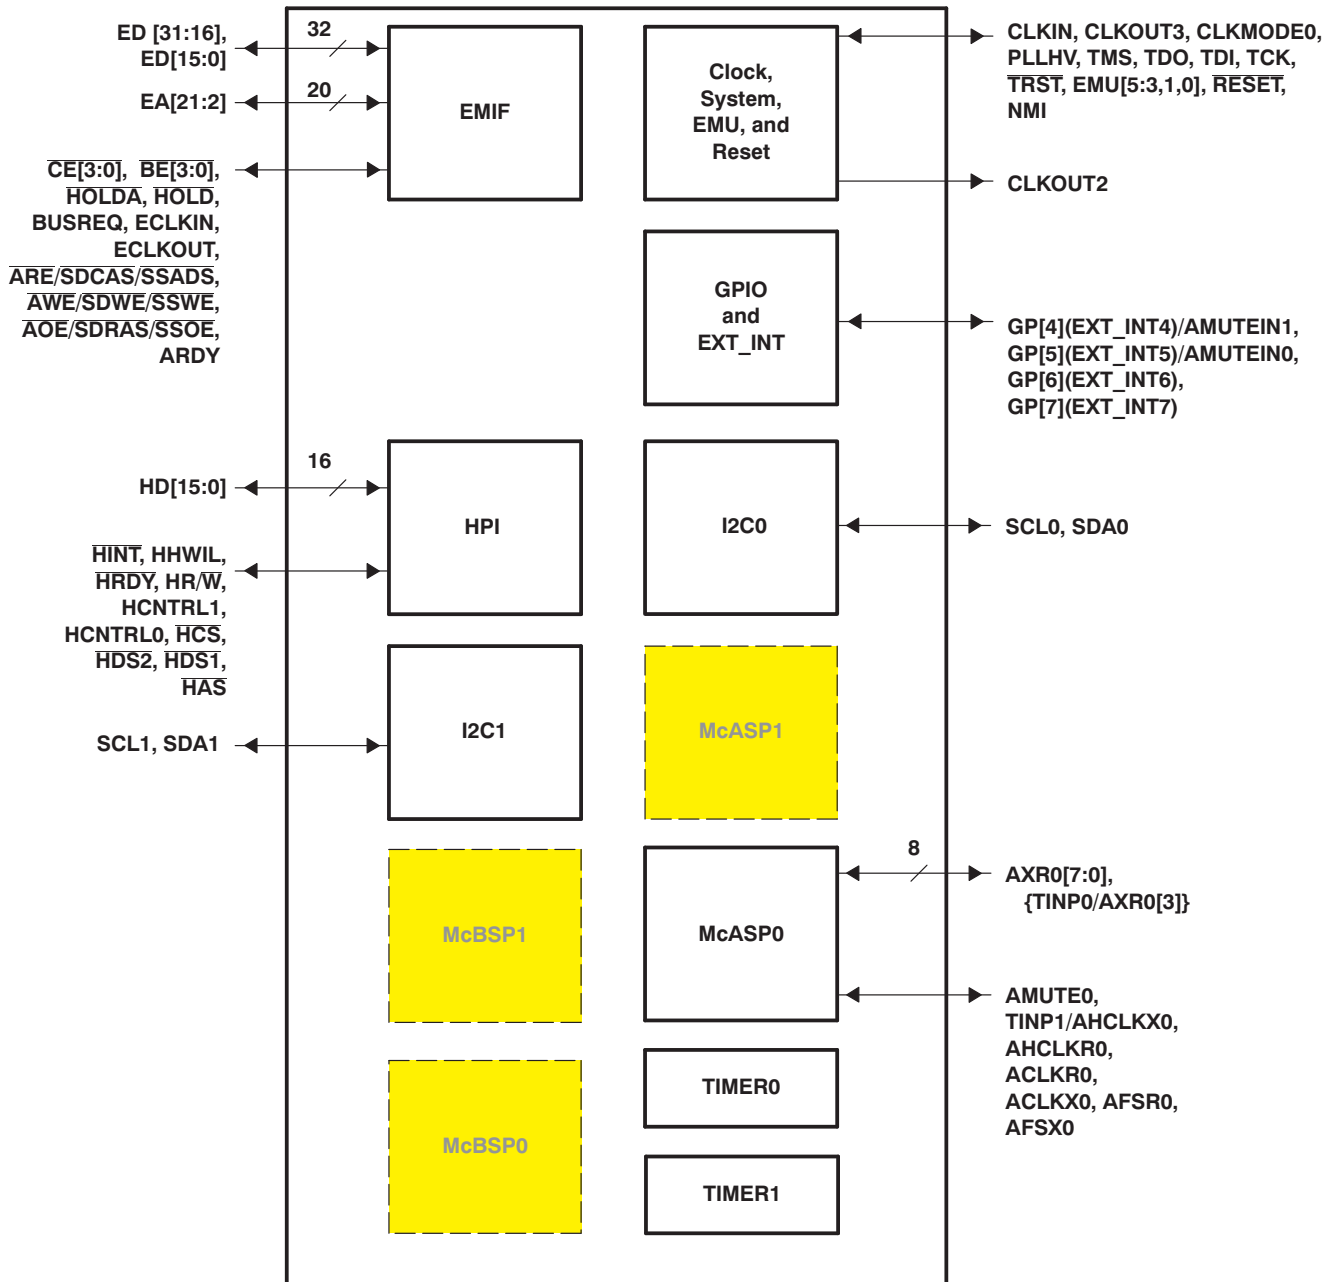 ED [31:16],
ED[15:0]
32
EA[21:2]
20
EMIF
CE[3:0], BE[3:0],
HOLDA, HOLD,
BUSREQ, ECLKIN,
ECLKOUT,
ARE/SDCAS/SSADS,
AWE/SDWE/SSWE,
AOE/SDRAS/SSOE,
ARDY
Clock,
System,
EMU, and
Reset
CLKIN, CLKOUT3, CLKMODE0,
PLLHV, TMS, TDO, TDI, TCK,
TRST, EMU[5:3,1,0], RESET,
NMI
CLKOUT2
GPIO
and
EXT_INT
GP[4](EXT_INT4)/AMUTEIN1,
GP[5](EXT_INT5)/AMUTEIN0,
GP[6](EXT_INT6),
GP[7](EXT_INT7)
HD[15:0]
16
HPI
HINT, HHWIL,
HRDY, HR/W,
HCNTRL1,
HCNTRL0, HCS,
HDS2, HDS1,
HAS
I2C0
SCL0, SDA0
SCL1, SDA1
I2C1
McASP1
McBSP1
McASP0
8
AXR0[7:0],
{TINP0/AXR0[3]}
AMUTE0,
TINP1/AHCLKX0,
AHCLKR0,
ACLKR0,
ACLKX0, AFSR0,
AFSX0
McBSP0
TIMER0
TIMER1